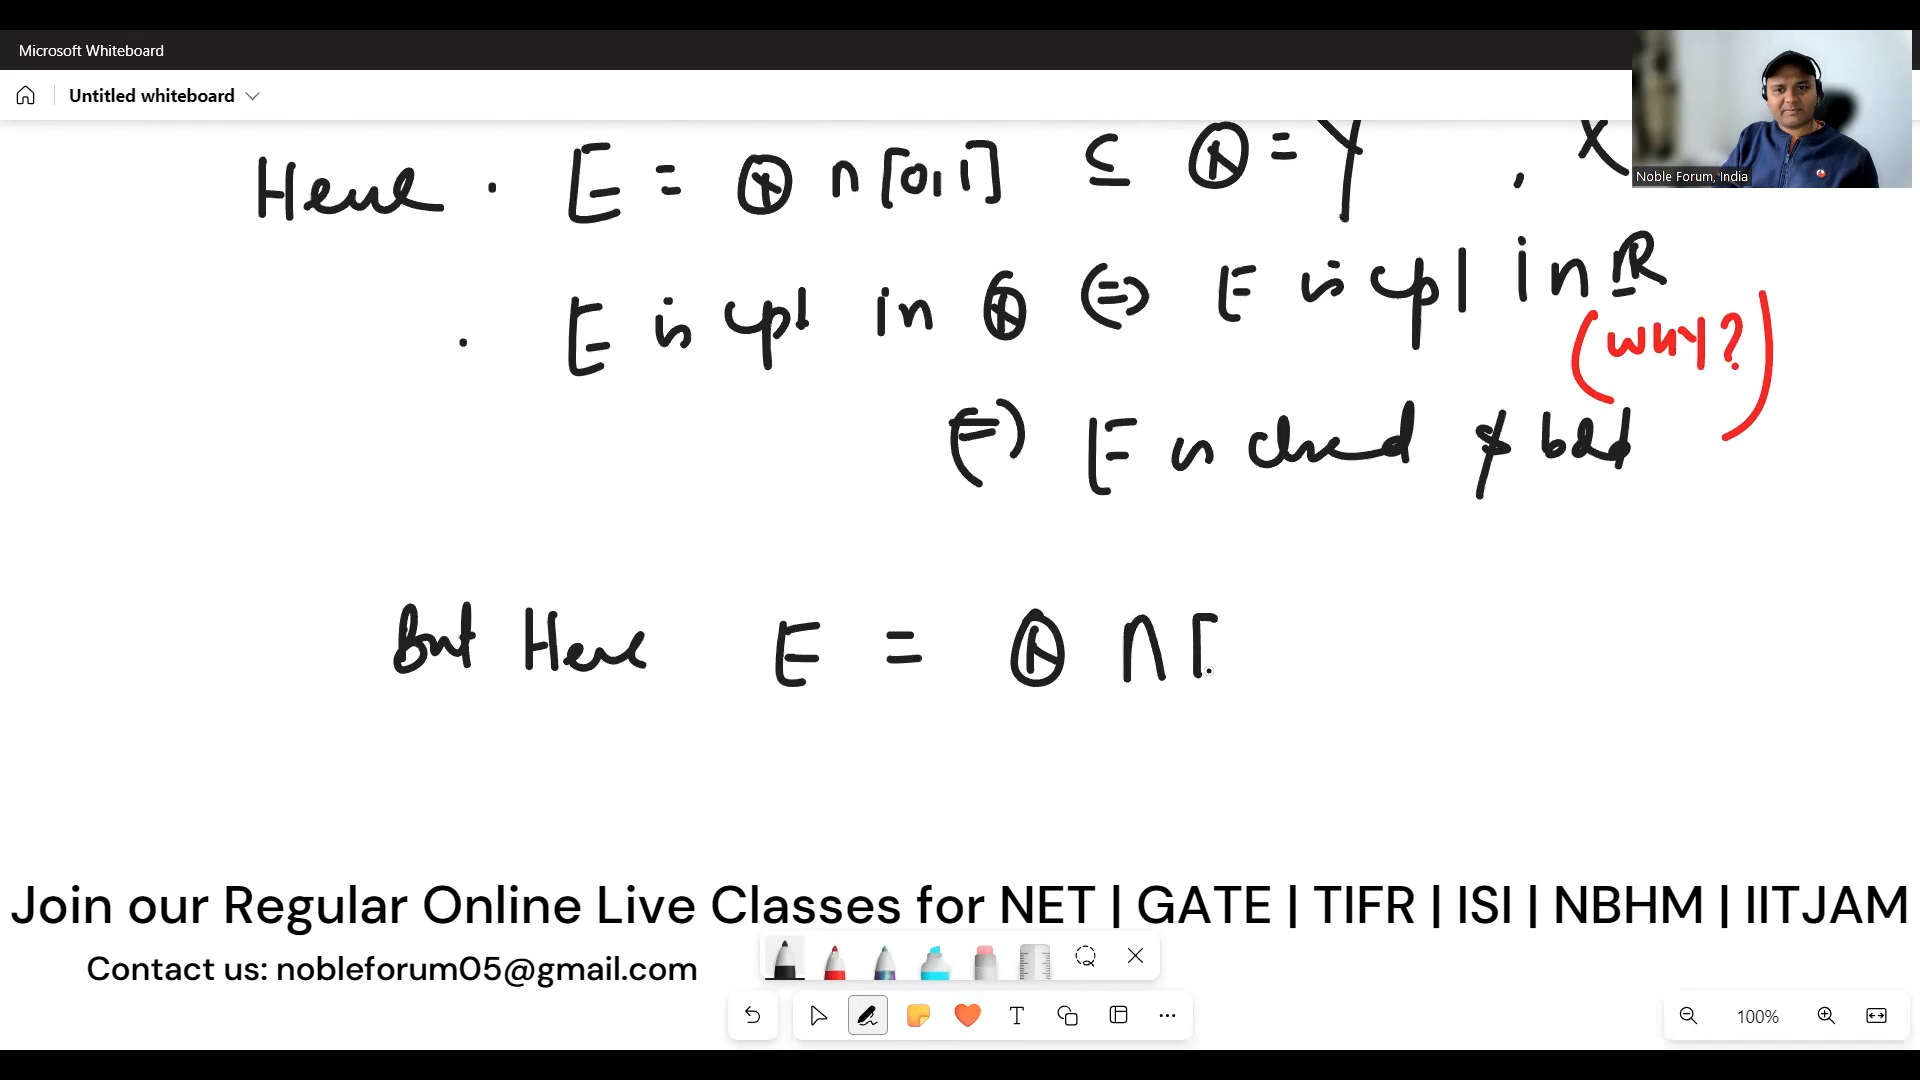 Microsoft Whiteboard
Untitled whiteboard
Noble Forum, India
Here · E = ℚ ∩ [0,1] ⊆ ℚ = Y , X
· E is cpt in ℚ ⇔ E is cpt in ℝ
(WHY?)
⇔ E is closed & bdd
But Here E = ℚ ∩ [
Join our Regular Online Live Classes for NET | GATE | TIFR | ISI | NBHM | IITJAM
Contact us: nobleforum05@gmail.com
100%